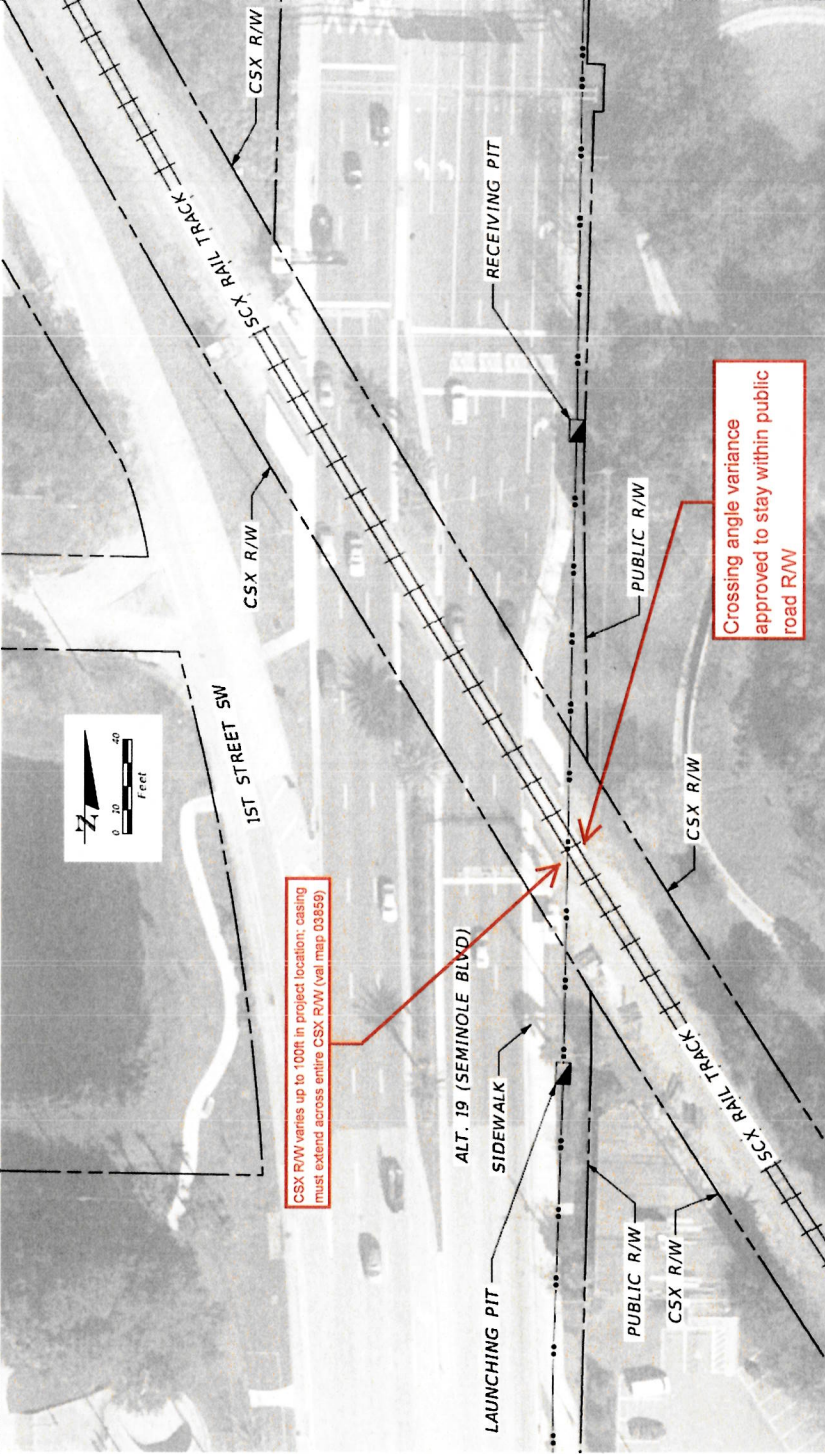 CSX R/W
SCX RAIL TRACK
RECEIVING PIT
CSX R/W
PUBLIC R/W
Crossing angle variance
approved to stay within public
road R/W
1ST STREET SW
N
0 10 40
Feet
CSX R/W varies up to 100ft in project location; casing
must extend across entire CSX R/W (val map 03859)
CSX R/W
ALT. 19 (SEMINOLE BLVD)
SIDEWALK
SCX RAIL TRACK
LAUNCHING PIT
PUBLIC R/W
CSX R/W